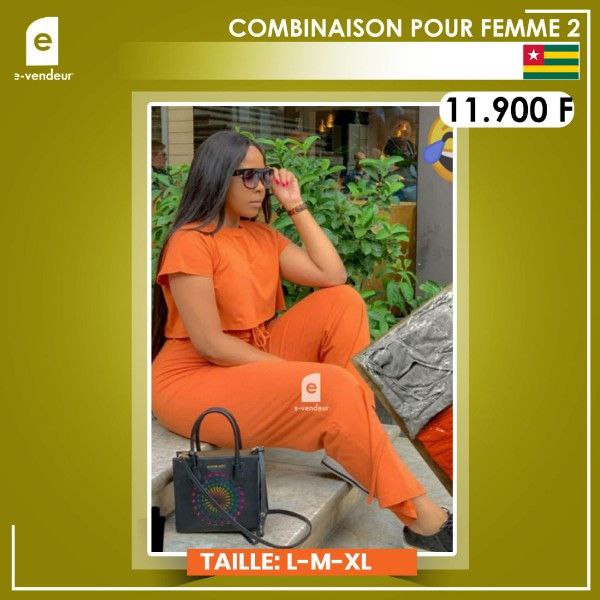 e
e-vendeur
COMBINAISON POUR FEMME 2
11.900 F
e
e-vendeur
TAILLE: L-M-XL